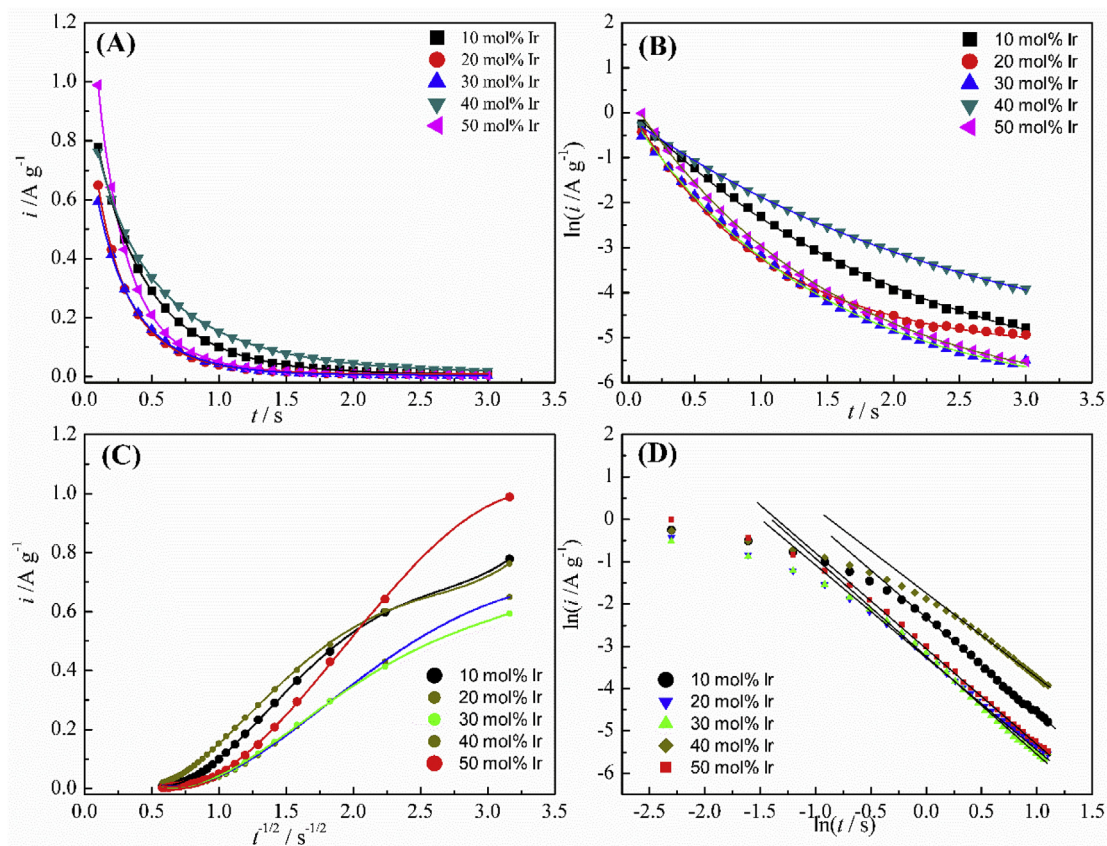 (A)
10 mol% Ir
20 mol% Ir
30 mol% Ir
40 mol% Ir
50 mol% Ir
1.2
1.0
0.8
0.6
0.4
0.2
0.0
i /A g-1
0.0 0.5 1.0 1.5 2.0 2.5 3.0 3.5
t / s
(B)
10 mol% Ir
20 mol% Ir
30 mol% Ir
40 mol% Ir
50 mol% Ir
2
1
0
-1
-2
-3
-4
-5
-6
ln(i /A g-1)
0.0 0.5 1.0 1.5 2.0 2.5 3.0 3.5
t / s
(C)
1.2
1.0
0.8
0.6
0.4
0.2
0.0
i /A g-1
10 mol% Ir
20 mol% Ir
30 mol% Ir
40 mol% Ir
50 mol% Ir
0.0 0.5 1.0 1.5 2.0 2.5 3.0 3.5
t-1/2 / s-1/2
(D)
2
1
0
-1
-2
-3
-4
-5
-6
ln(i /A g-1)
10 mol% Ir
20 mol% Ir
30 mol% Ir
40 mol% Ir
50 mol% Ir
-2.5 -2.0 -1.5 -1.0 -0.5 0.0 0.5 1.0 1.5
ln(t / s)